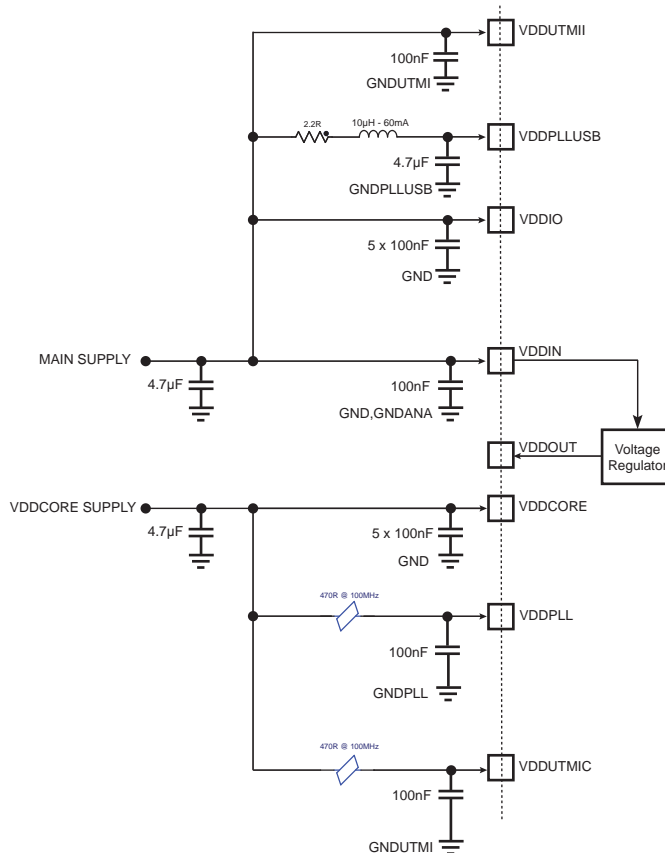 VDDUTMII
100nF
GNDUTMI
2.2R
10µH - 60mA
VDDPLLUSB
4.7µF
GNDPLLUSB
VDDIO
5 x 100nF
GND
MAIN SUPPLY
VDDIN
4.7µF
100nF
GND,GNDANA
VDDOUT
Voltage
Regulator
VDDCORE SUPPLY
VDDCORE
4.7µF
5 x 100nF
GND
470R @ 100MHz
VDDPLL
100nF
GNDPLL
470R @ 100MHz
VDDUTMIC
100nF
GNDUTMI